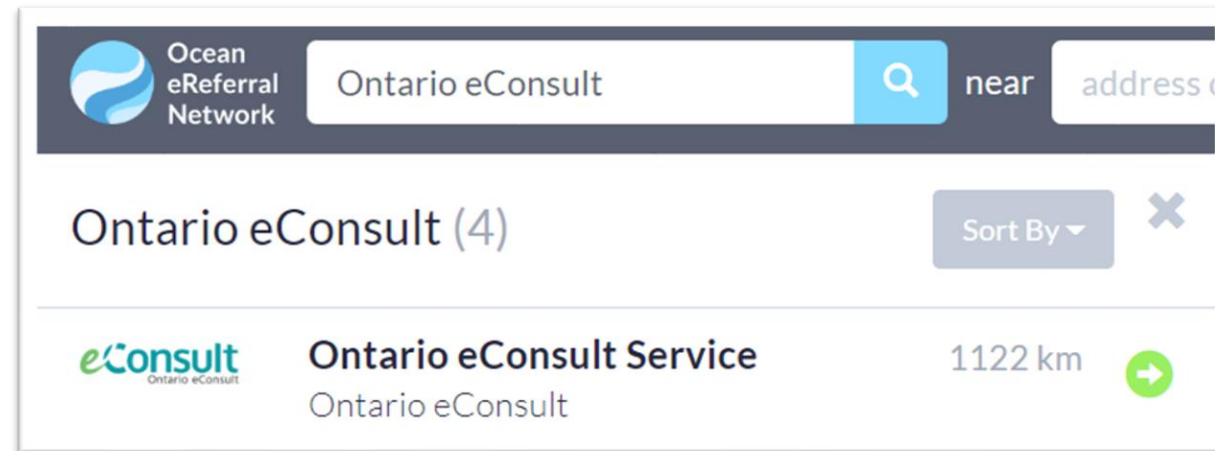 Ocean
eReferral
Network
Ontario eConsult
near
address
Ontario eConsult (4)
Sort By
eConsult
Ontario eConsult
Ontario eConsult Service
1122 km
Ontario eConsult